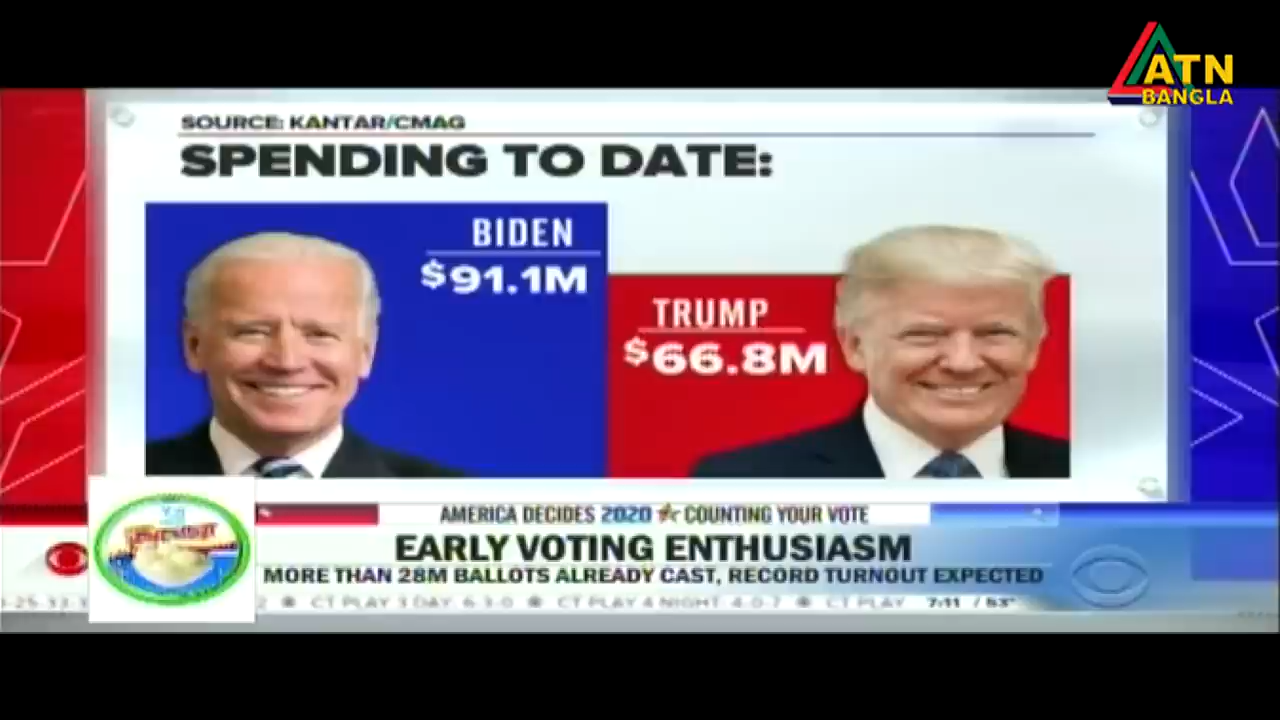 ATN
BANGLA
SOURCE: KANTAR/CMAG
SPENDING TO DATE:
BIDEN
$91.1M
TRUMP
$66.8M
AMERICA DECIDES 2020 COUNTING YOUR VOTE
EARLY VOTING ENTHUSIASM
MORE THAN 28M BALLOTS ALREADY CAST, RECORD TURNOUT EXPECTED
2 CT PLAY 3 DAY: 6-3-0 CT PLAY 4 NIGHT: 4-0-7 CT PLAY 7:11 / 53°